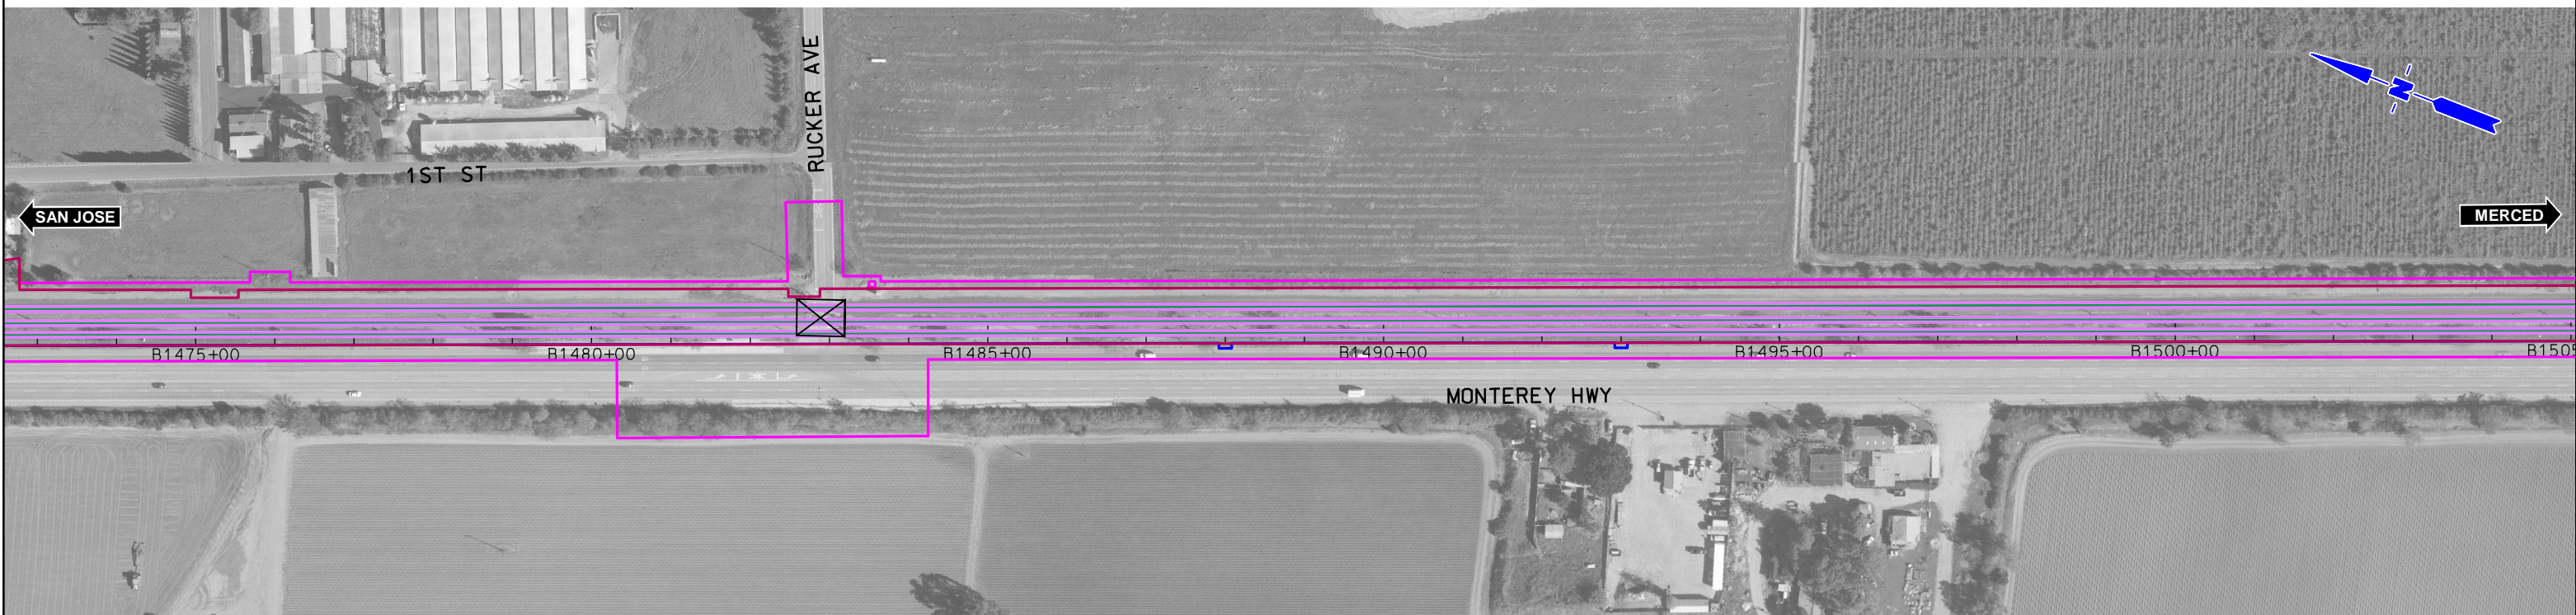 RUCKER AVE
N
1ST ST
SAN JOSE
MERCED
B1475+00
B1480+00
B1485+00
B1490+00
B1495+00
B1500+00
B1505
MONTEREY HWY